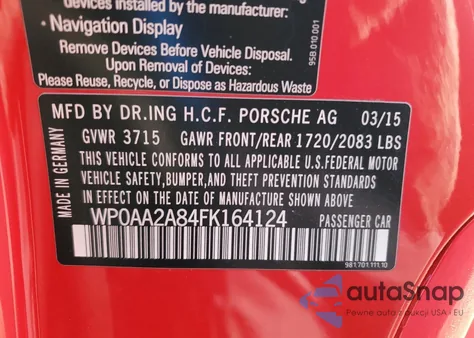 devices installed by the manufacturer:
• Navigation Display
Remove Devices Before Vehicle Disposal.
Upon Removal of Devices:
Please Reuse, Recycle, or Dispose as Hazardous Waste
95B.010.001
MFD BY DR.ING H.C.F. PORSCHE AG 03/15
GVWR 3715 GAWR FRONT/REAR 1720/2083 LBS
THIS VEHICLE CONFORMS TO ALL APPLICABLE U.S.FEDERAL MOTOR
VEHICLE SAFETY,BUMPER,AND THEFT PREVENTION STANDARDS
IN EFFECT ON THE DATE OF MANUFACTURE SHOWN ABOVE
WP0AA2A84FK164124 PASSENGER CAR
MADE IN GERMANY
981.701.111.10
autoSnap
Pewne auto z aukcji USA - EU